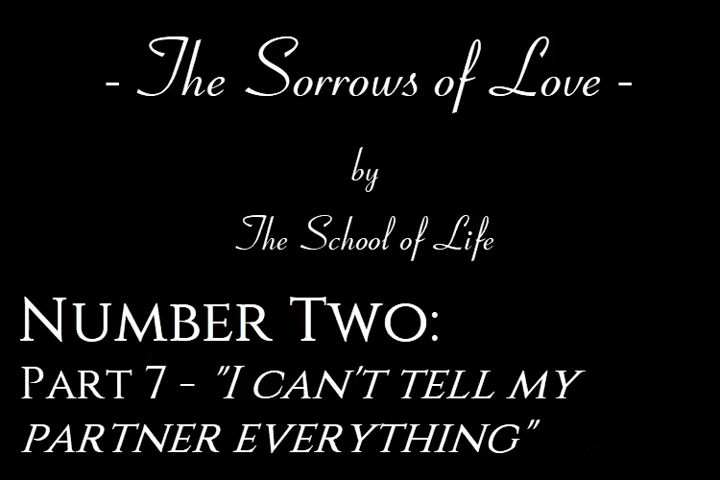 - The Sorrows of Love -
by
The School of Life
NUMBER TWO:
PART 7 - "I CAN'T TELL MY
PARTNER EVERYTHING"